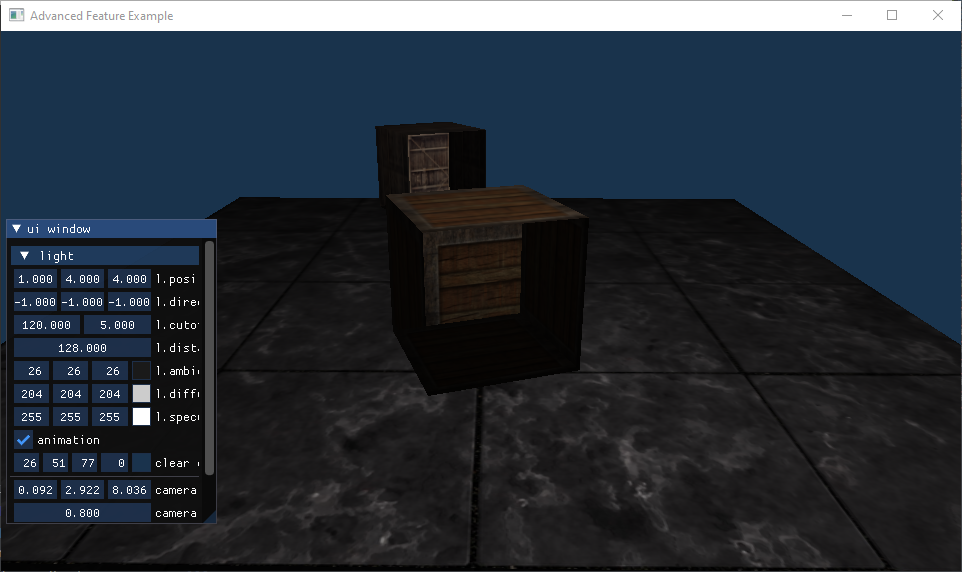 Advanced Feature Example
ui window
light
1.000 4.000 4.000 l.posi
-1.000 -1.000 -1.000 l.dire
120.000 5.000 l.cuto
128.000 l.dist
26 26 26 l.ambi
204 204 204 l.diff
255 255 255 l.spec
animation
26 51 77 0 clear
0.092 2.922 8.036 camera
0.800 camera